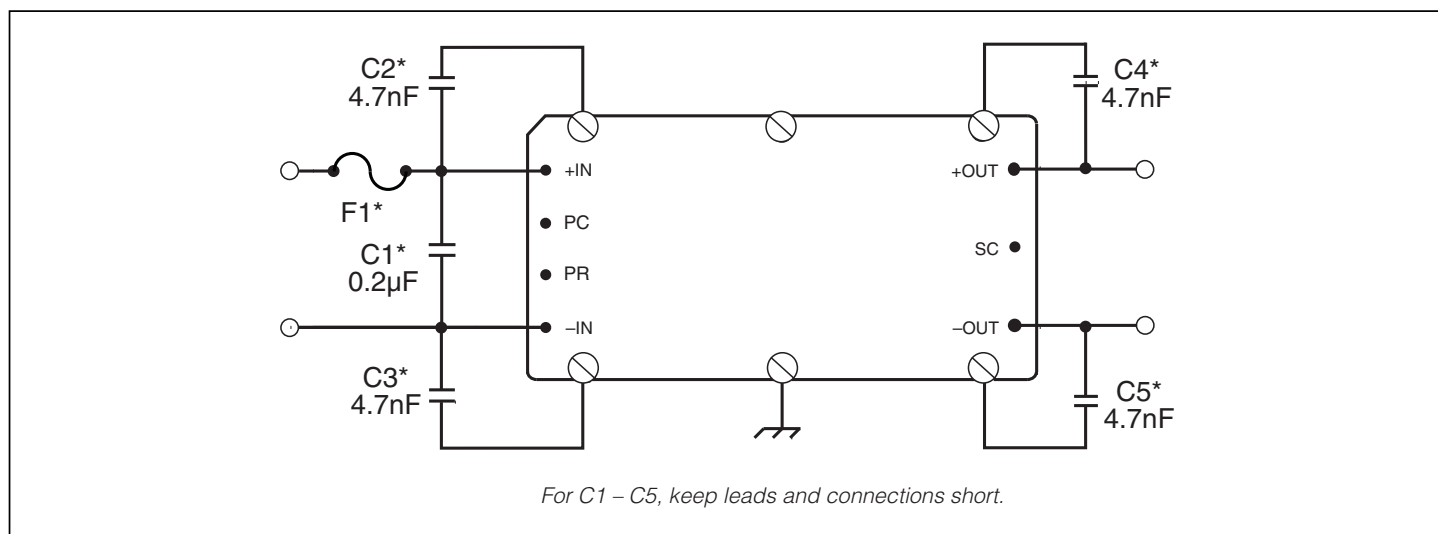 C2*
4.7nF
C4*
4.7nF
+IN
+OUT
F1*
PC
SC
C1*
0.2µF
PR
–IN
–OUT
C3*
4.7nF
C5*
4.7nF
For C1 – C5, keep leads and connections short.